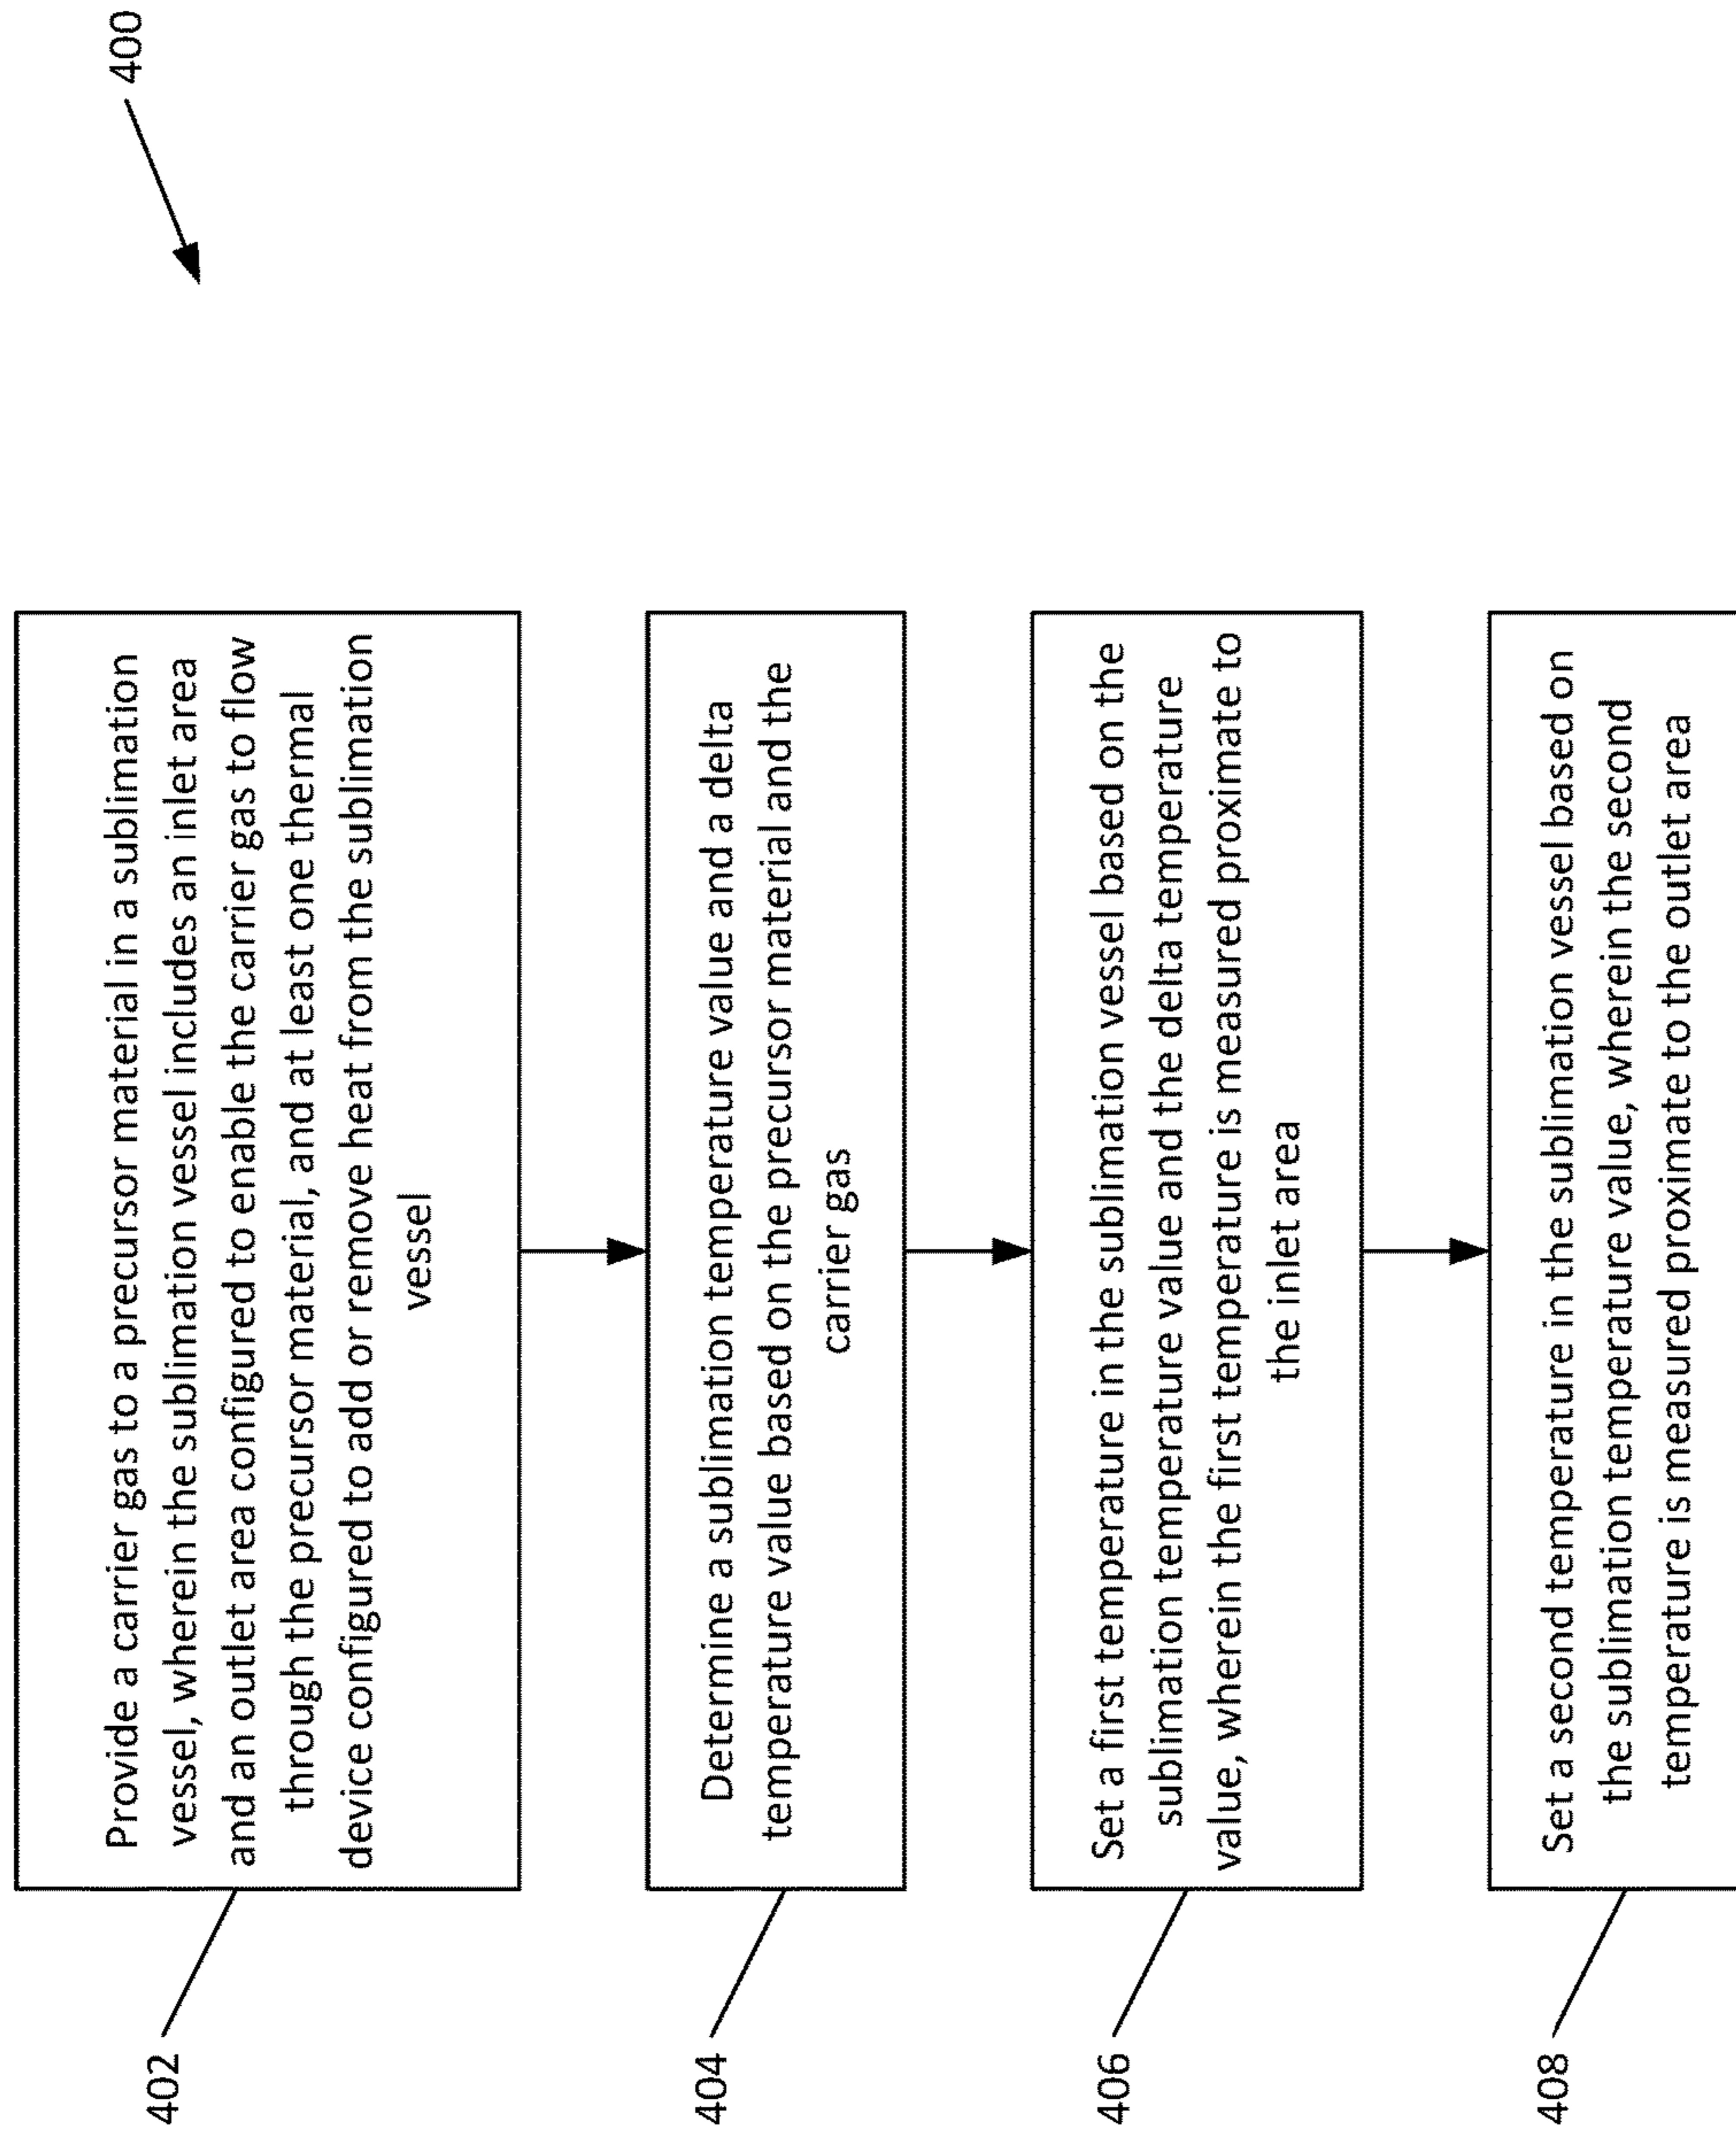 400
402
Provide a carrier gas to a precursor material in a sublimation
vessel, wherein the sublimation vessel includes an inlet area
and an outlet area configured to enable the carrier gas to flow
through the precursor material, and at least one thermal
device configured to add or remove heat from the sublimation
vessel
404
Determine a sublimation temperature value and a delta
temperature value based on the precursor material and the
carrier gas
406
Set a first temperature in the sublimation vessel based on the
sublimation temperature value and the delta temperature
value, wherein the first temperature is measured proximate to
the inlet area
408
Set a second temperature in the sublimation vessel based on
the sublimation temperature value, wherein the second
temperature is measured proximate to the outlet area